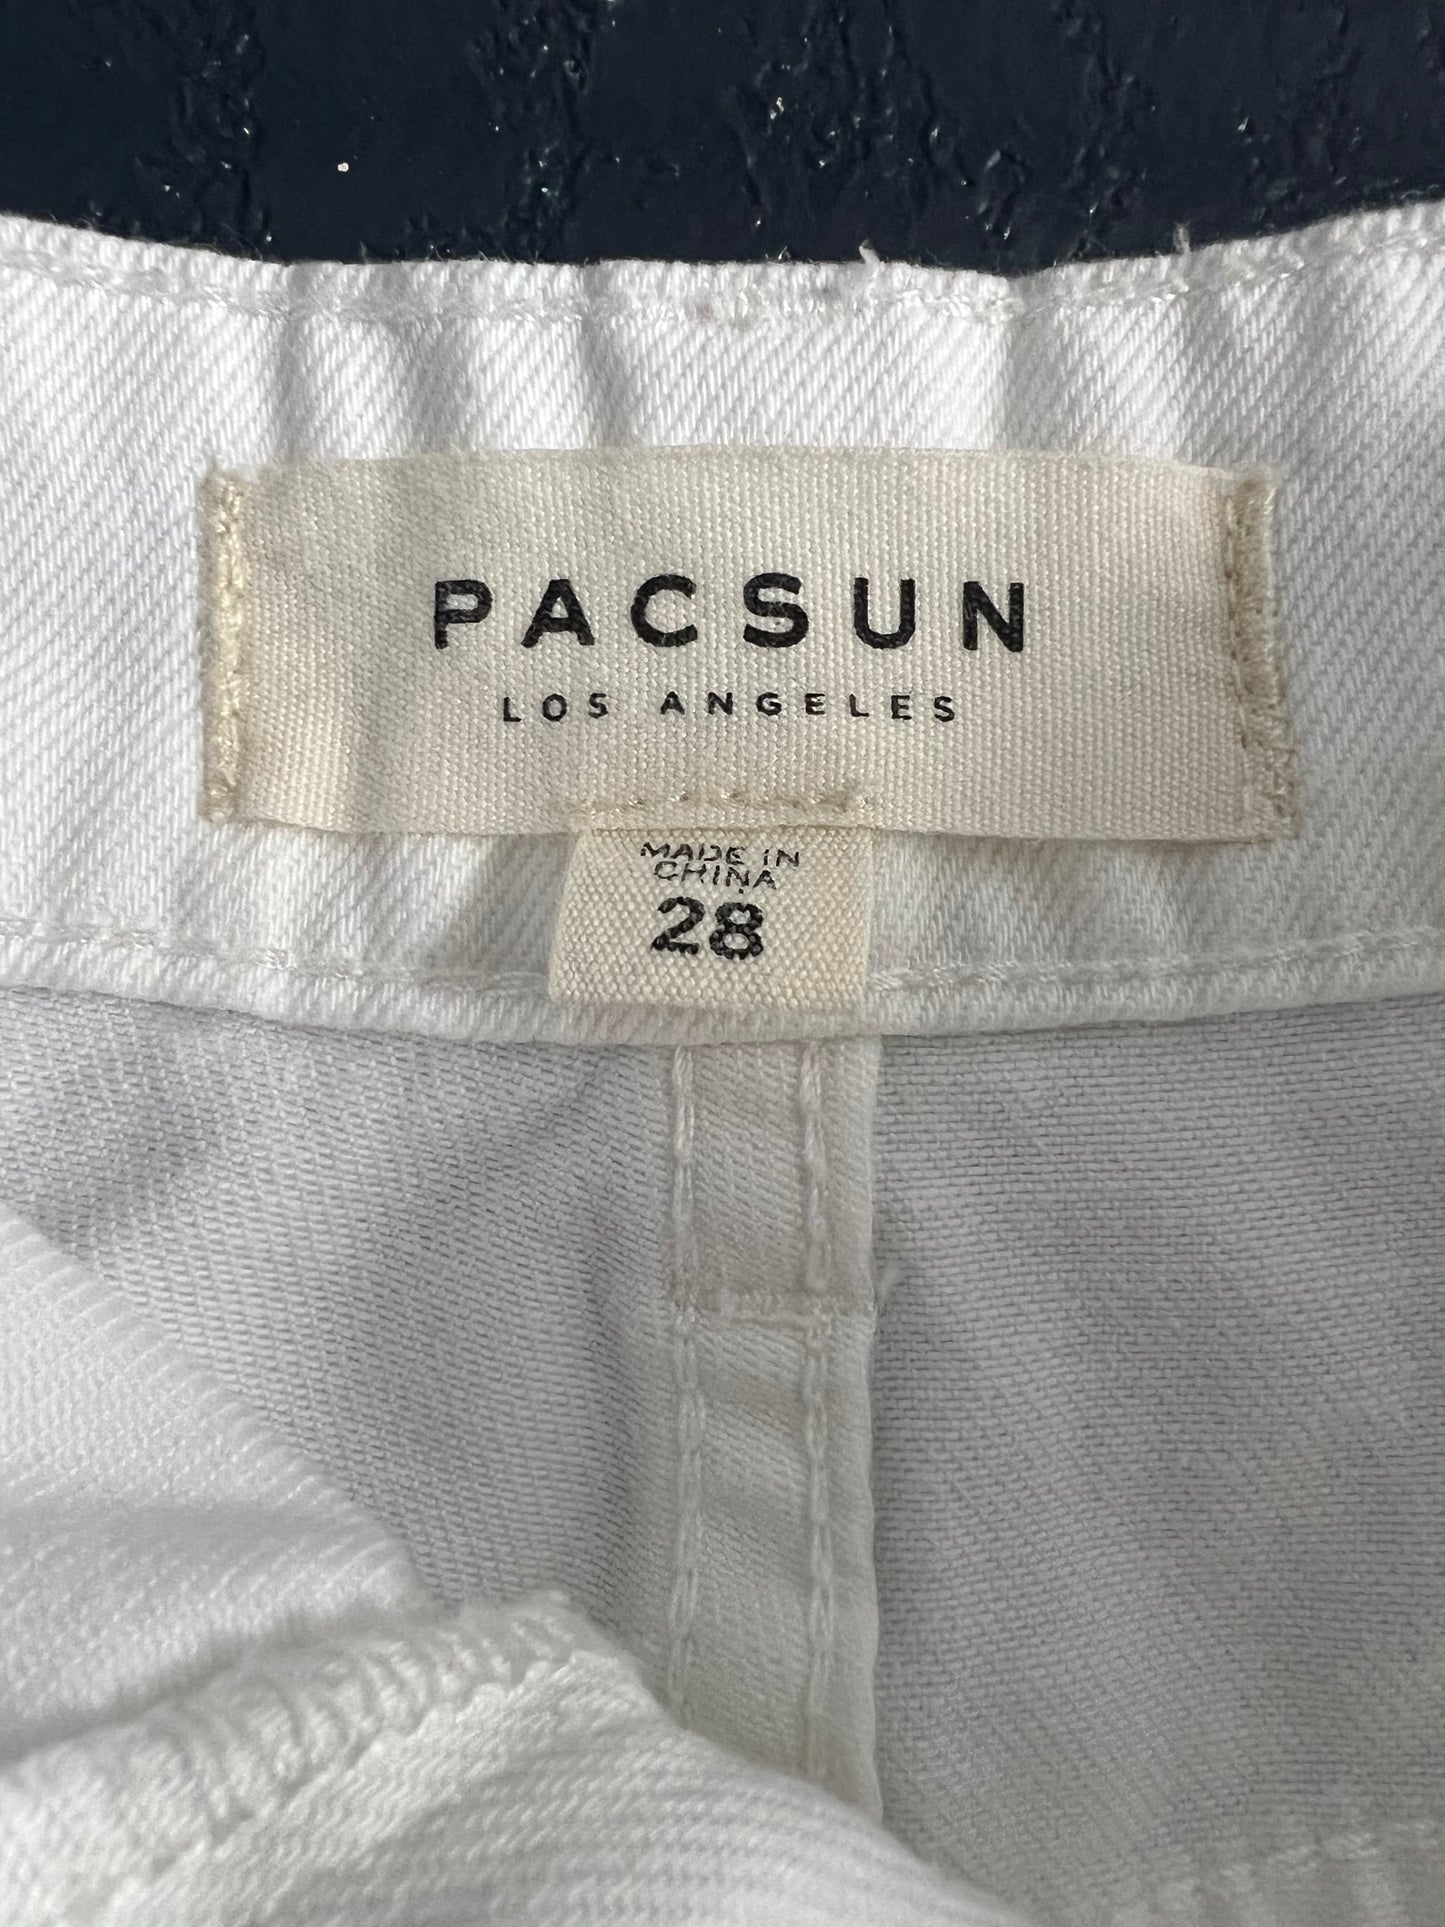 PACSUN
LOS ANGELES
MADE IN
CHINA
28